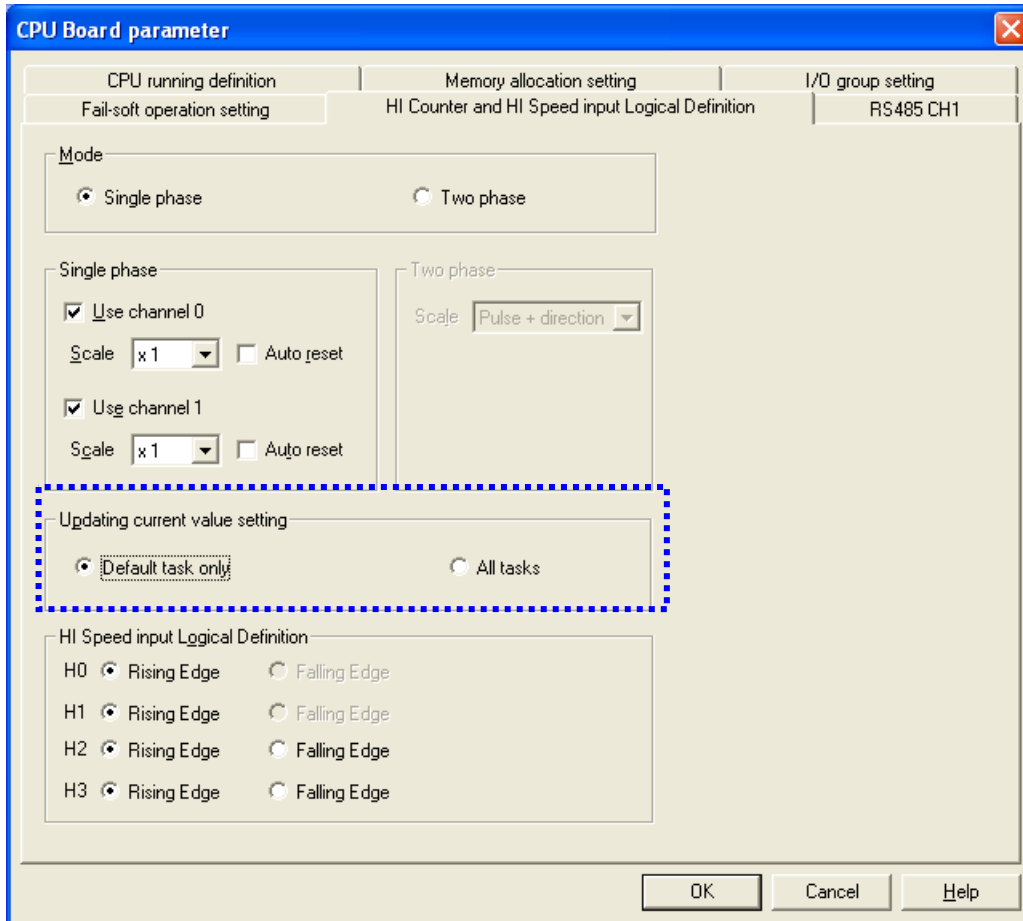 CPU Board parameter
CPU running definition Memory allocation setting I/O group setting
Fail-soft operation setting HI Counter and HI Speed input Logical Definition RS485 CH1
Mode
Single phase Two phase
Single phase Two phase
Use channel 0
Scale Pulse + direction
Scale x 1 Auto reset
Use channel 1
Scale x 1 Auto reset
Updating current value setting
Default task only All tasks
HI Speed input Logical Definition
H0 Rising Edge Falling Edge
H1 Rising Edge Falling Edge
H2 Rising Edge Falling Edge
H3 Rising Edge Falling Edge
OK Cancel Help